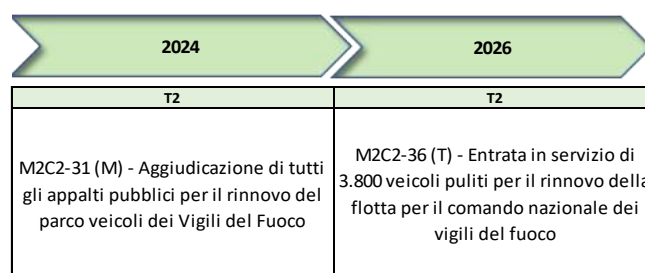 2024
2026
T2
T2
M2C2-31 (M) - Aggiudicazione di tutti
gli appalti pubblici per il rinnovo del
parco veicoli dei Vigili del Fuoco
M2C2-36 (T) - Entrata in servizio di
3.800 veicoli puliti per il rinnovo della
flotta per il comando nazionale dei
vigili del fuoco